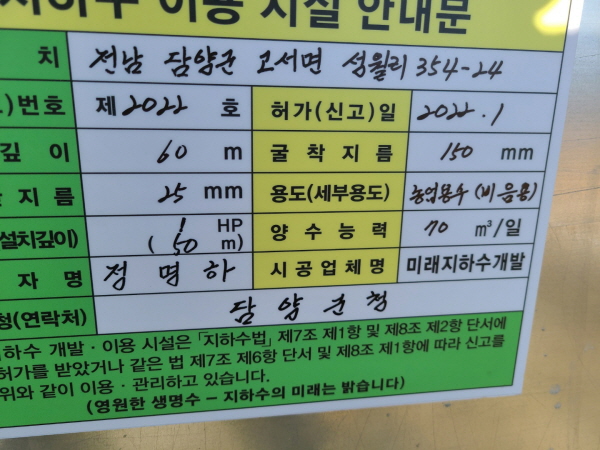 지하수 이용 시설 안내문
치 전남 담양군 고서면 성월리 354-24
번호 제2022 호 허가(신고)일 2022.1
깊이 60 m 굴착지름 150 mm
지름 25 mm 용도(세부용도) 농업용수(비음용)
설치깊이) 1 HP (50 m) 양수능력 70 m³/일
자명 정명하 시공업체명 미래지하수개발
청(연락처) 담양군청
지하수 개발·이용 시설은 「지하수법」 제7조 제1항 및 제8조 제2항 단서에
허가를 받았거나 같은 법 제7조 제6항 단서 및 제8조 제1항에 따라 신고를
위와 같이 이용·관리하고 있습니다.
(영원한 생명수 – 지하수의 미래는 밝습니다)